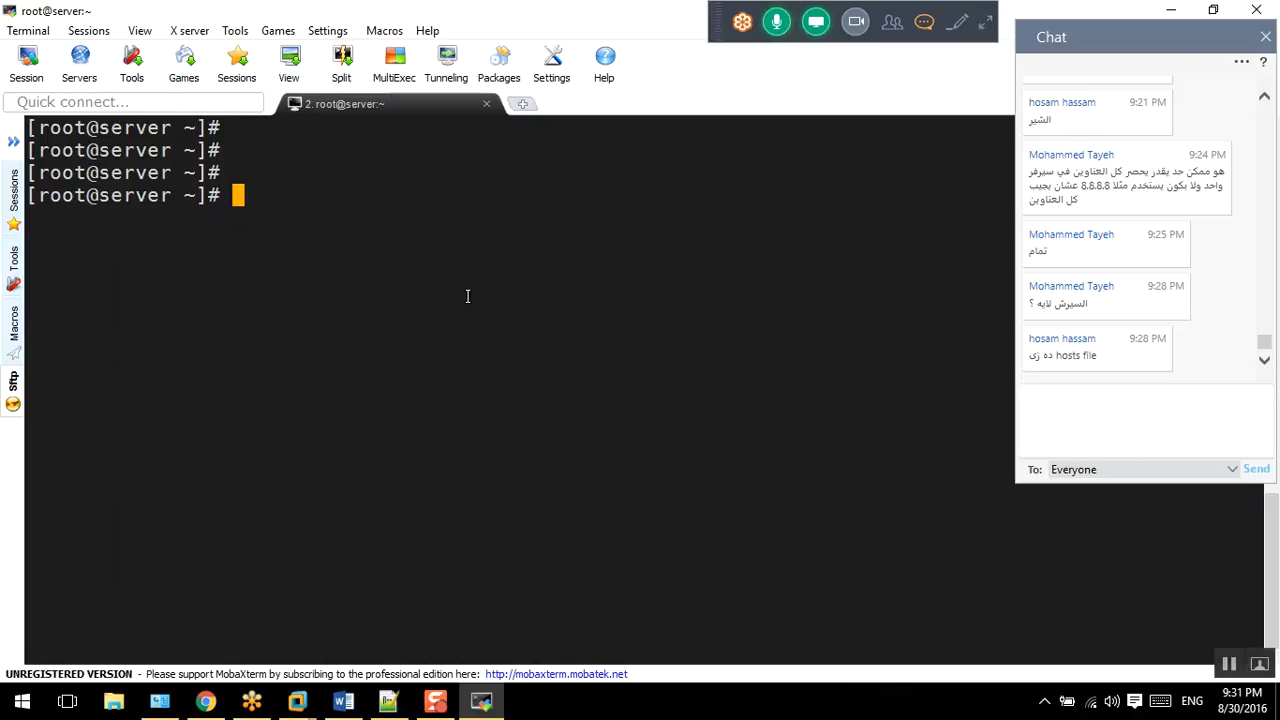 root@server:~
Terminal Sessions View X server Tools Games Settings Macros Help
Session Servers Tools Games Sessions View Split MultiExec Tunneling Packages Settings Help
Quick connect...
2. root@server:~
[root@server ~]#
[root@server ~]#
[root@server ~]#
[root@server ~]#
Sessions
Tools
Macros
Sftp
Chat
hosam hassam 9:21 PM
الشير
Mohammed Tayeh 9:24 PM
هو ممكن حد يقدر يحصر كل العناوين في سيرفر
واحد ولا بكون يستخدم مثلا 8.8.8.8 عشان يجيب
كل العناوين
Mohammed Tayeh 9:25 PM
تمام
Mohammed Tayeh 9:28 PM
السيرش لايه ؟
hosam hassam 9:28 PM
ده زى hosts file
To: Everyone Send
UNREGISTERED VERSION - Please support MobaXterm by subscribing to the professional edition here: http://mobaxterm.mobatek.net
ENG
9:31 PM
8/30/2016